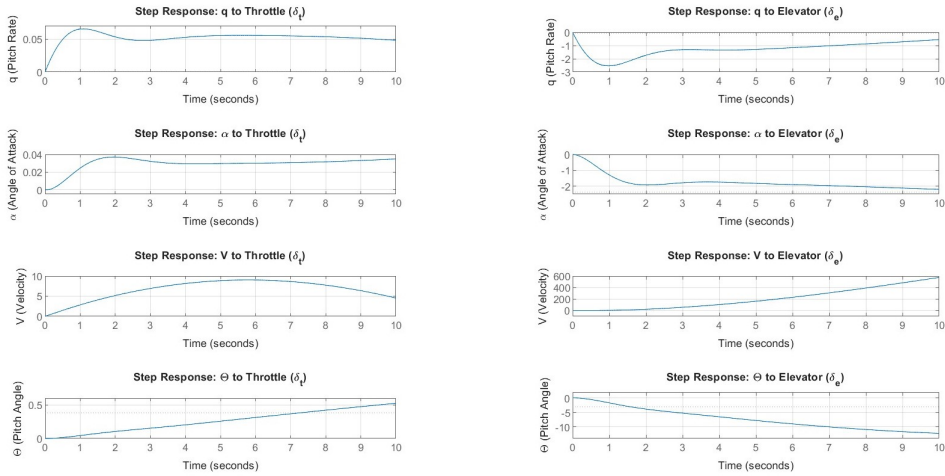 Step Response: q to Throttle (δt)
q (Pitch Rate)
0.05
0
0 1 2 3 4 5 6 7 8 9 10
Time (seconds)
Step Response: q to Elevator (δe)
q (Pitch Rate)
0
-1
-2
-3
0 1 2 3 4 5 6 7 8 9 10
Time (seconds)
Step Response: α to Throttle (δt)
α (Angle of Attack)
0.04
0.02
0
0 1 2 3 4 5 6 7 8 9 10
Time (seconds)
Step Response: α to Elevator (δe)
α (Angle of Attack)
0
-1
-2
0 1 2 3 4 5 6 7 8 9 10
Time (seconds)
Step Response: V to Throttle (δt)
V (Velocity)
10
5
0
0 1 2 3 4 5 6 7 8 9 10
Time (seconds)
Step Response: V to Elevator (δe)
V (Velocity)
600
400
200
0
0 1 2 3 4 5 6 7 8 9 10
Time (seconds)
Step Response: Θ to Throttle (δt)
Θ (Pitch Angle)
0.5
0
0 1 2 3 4 5 6 7 8 9 10
Time (seconds)
Step Response: Θ to Elevator (δe)
Θ (Pitch Angle)
0
-5
-10
0 1 2 3 4 5 6 7 8 9 10
Time (seconds)